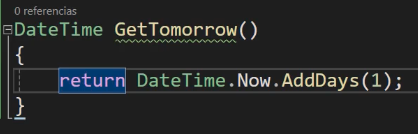 0 referencias
DateTime GetTomorrow()
{
return DateTime.Now.AddDays(1);
}